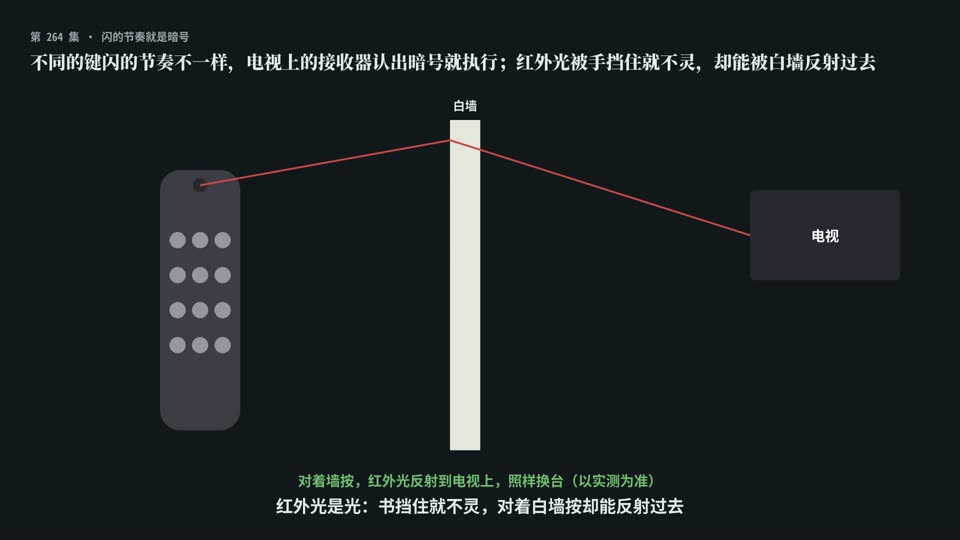 第 264 集 · 闪的节奏就是暗号
不同的键闪的节奏不一样，电视上的接收器认出暗号就执行；红外光被手挡住就不灵，却能被白墙反射过去
白墙
电视
对着墙按，红外光反射到电视上，照样换台（以实测为准）
红外光是光：书挡住就不灵，对着白墙按却能反射过去